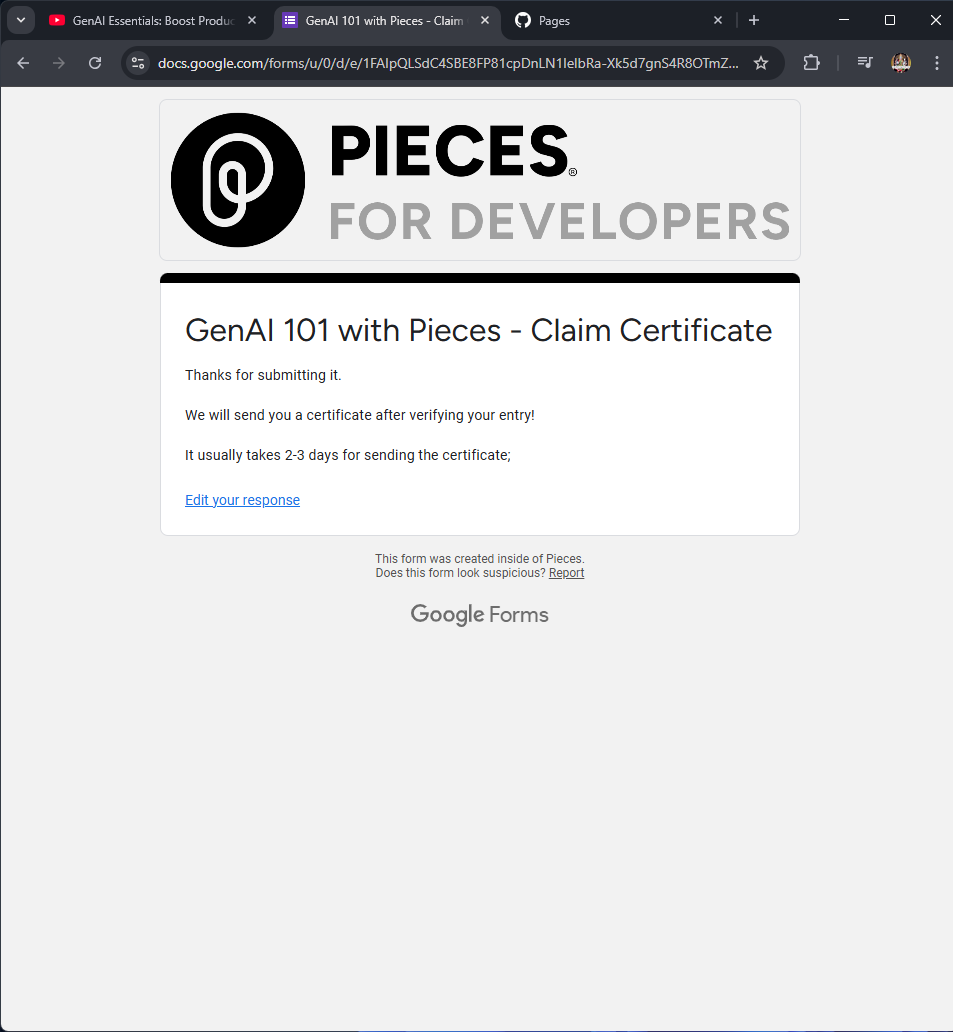 GenAI Essentials: Boost Produc
GenAI 101 with Pieces - Claim
Pages
docs.google.com/forms/u/0/d/e/1FAIpQLSdC4SBE8FP81cpDnLN1IelbRa-Xk5d7gnS4R8OTmZ...
PIECES®
FOR DEVELOPERS
GenAI 101 with Pieces - Claim Certificate
Thanks for submitting it.
We will send you a certificate after verifying your entry!
It usually takes 2-3 days for sending the certificate;
Edit your response
This form was created inside of Pieces.
Does this form look suspicious? Report
Google Forms